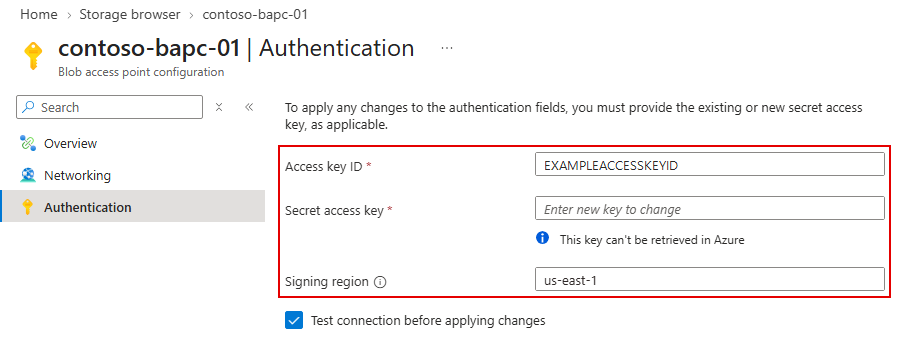 Home > Storage browser > contoso-bapc-01
contoso-bapc-01 | Authentication ...
Blob access point configuration
Search
To apply any changes to the authentication fields, you must provide the existing or new secret access
key, as applicable.
Overview
Networking
Authentication
Access key ID * EXAMPLEACCESSKEYID
Secret access key * Enter new key to change
This key can't be retrieved in Azure
Signing region us-east-1
Test connection before applying changes